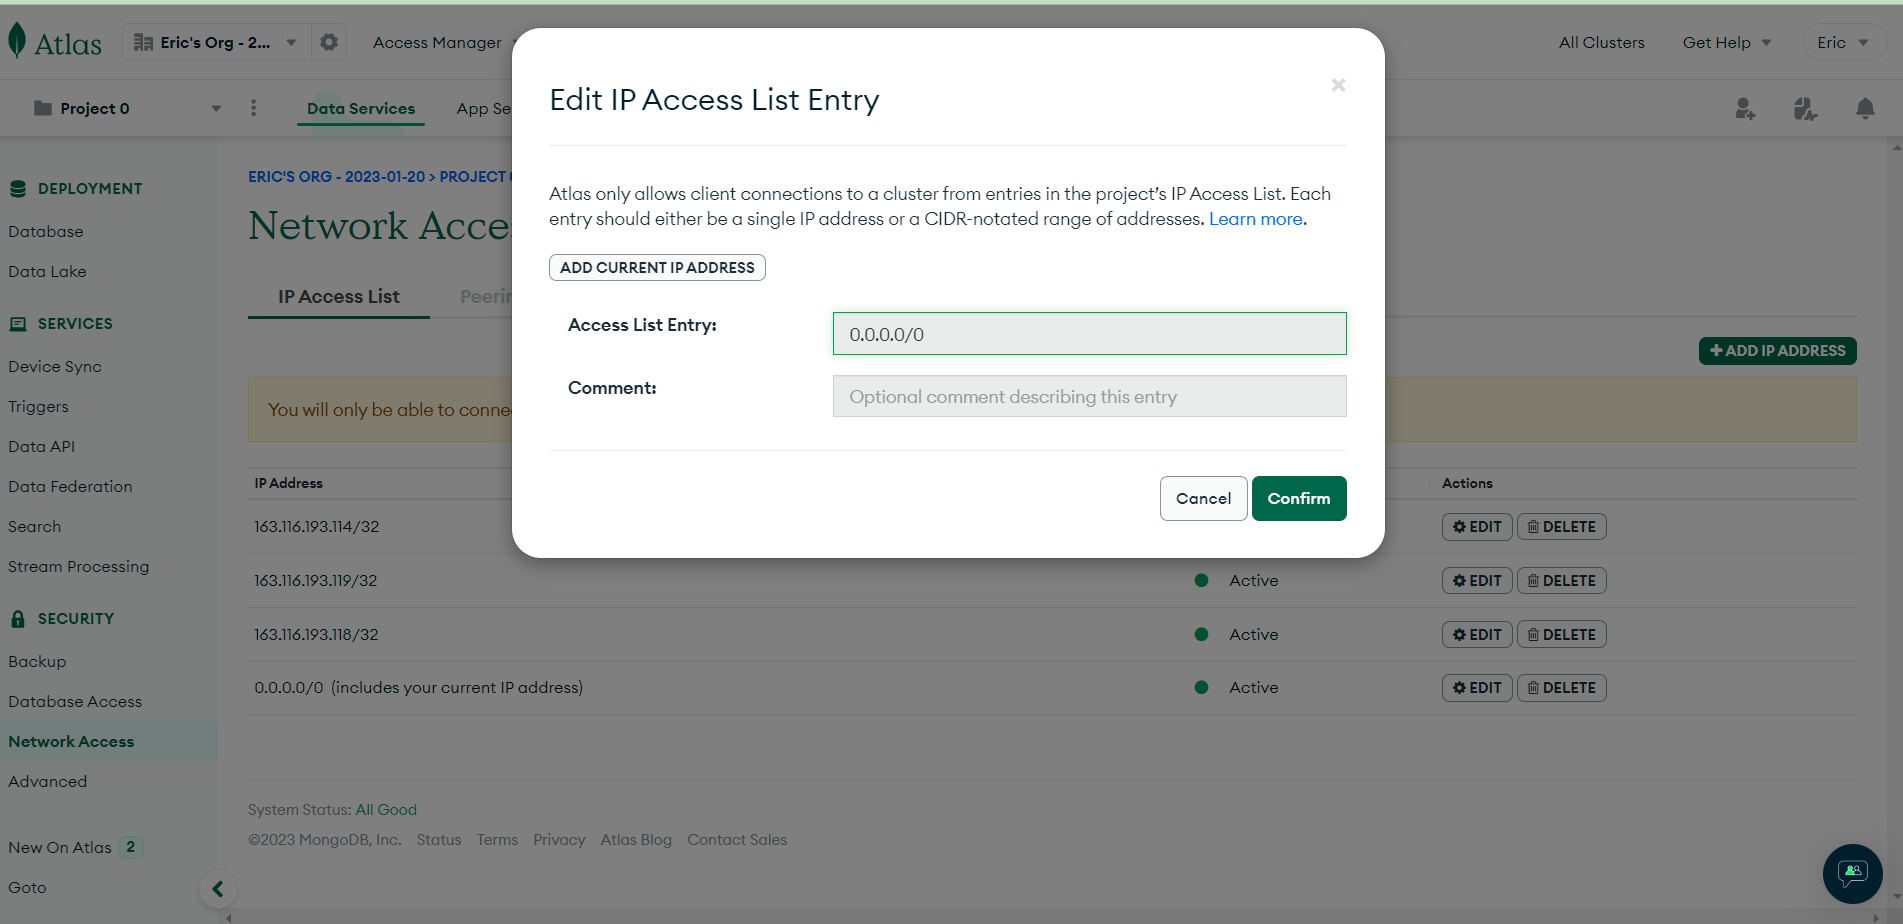 Atlas
Eric's Org - 2...
Access Manager
All Clusters
Get Help
Eric
Project 0
Data Services
App Se
DEPLOYMENT
Database
Data Lake
SERVICES
Device Sync
Triggers
Data API
Data Federation
Search
Stream Processing
SECURITY
Backup
Database Access
Network Access
Advanced
New On Atlas 2
Goto
ERIC'S ORG - 2023-01-20 > PROJECT
Network Acce
IP Access List
Peerin
+ ADD IP ADDRESS
You will only be able to conne
IP Address
Actions
163.116.193.114/32
EDIT
DELETE
163.116.193.119/32
Active
EDIT
DELETE
163.116.193.118/32
Active
EDIT
DELETE
0.0.0.0/0 (includes your current IP address)
Active
EDIT
DELETE
System Status: All Good
©2023 MongoDB, Inc. Status Terms Privacy Atlas Blog Contact Sales
Edit IP Access List Entry
×
Atlas only allows client connections to a cluster from entries in the project's IP Access List. Each
entry should either be a single IP address or a CIDR-notated range of addresses. Learn more.
ADD CURRENT IP ADDRESS
Access List Entry:
0.0.0.0/0
Comment:
Optional comment describing this entry
Cancel
Confirm